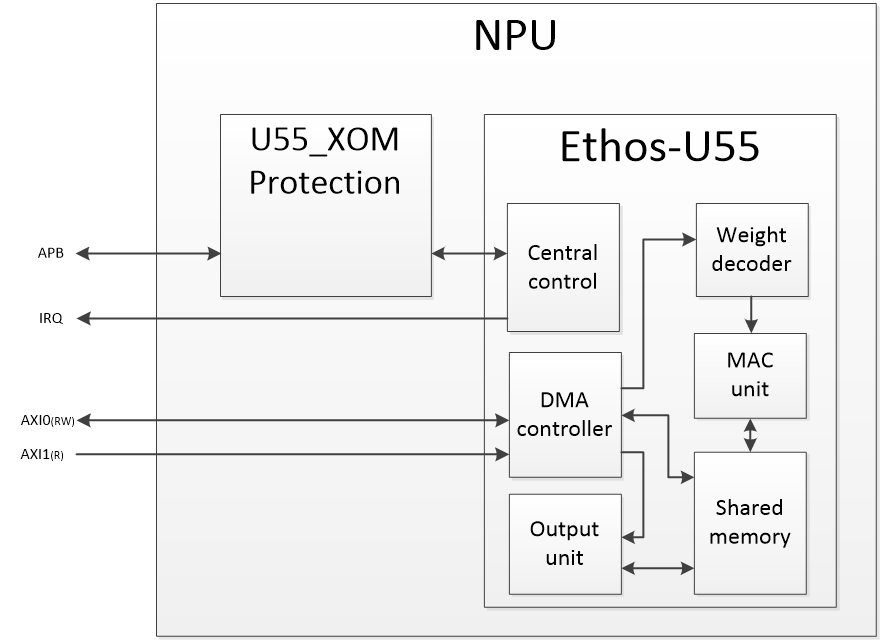 NPU
U55_XOM
Protection
Ethos-U55
APB
Central
control
Weight
decoder
IRQ
MAC
unit
DMA
controller
AXI0(RW)
AXI1(R)
Output
unit
Shared
memory